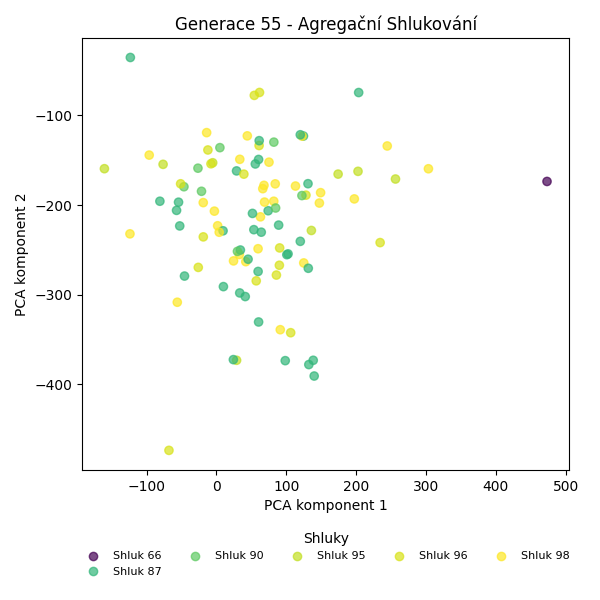 Generace 55 - Agregační Shlukování
PCA komponent 2
−100
−200
−300
−400
−100
0
100
200
300
400
500
PCA komponent 1
Shluky
Shluk 66
Shluk 90
Shluk 95
Shluk 96
Shluk 98
Shluk 87